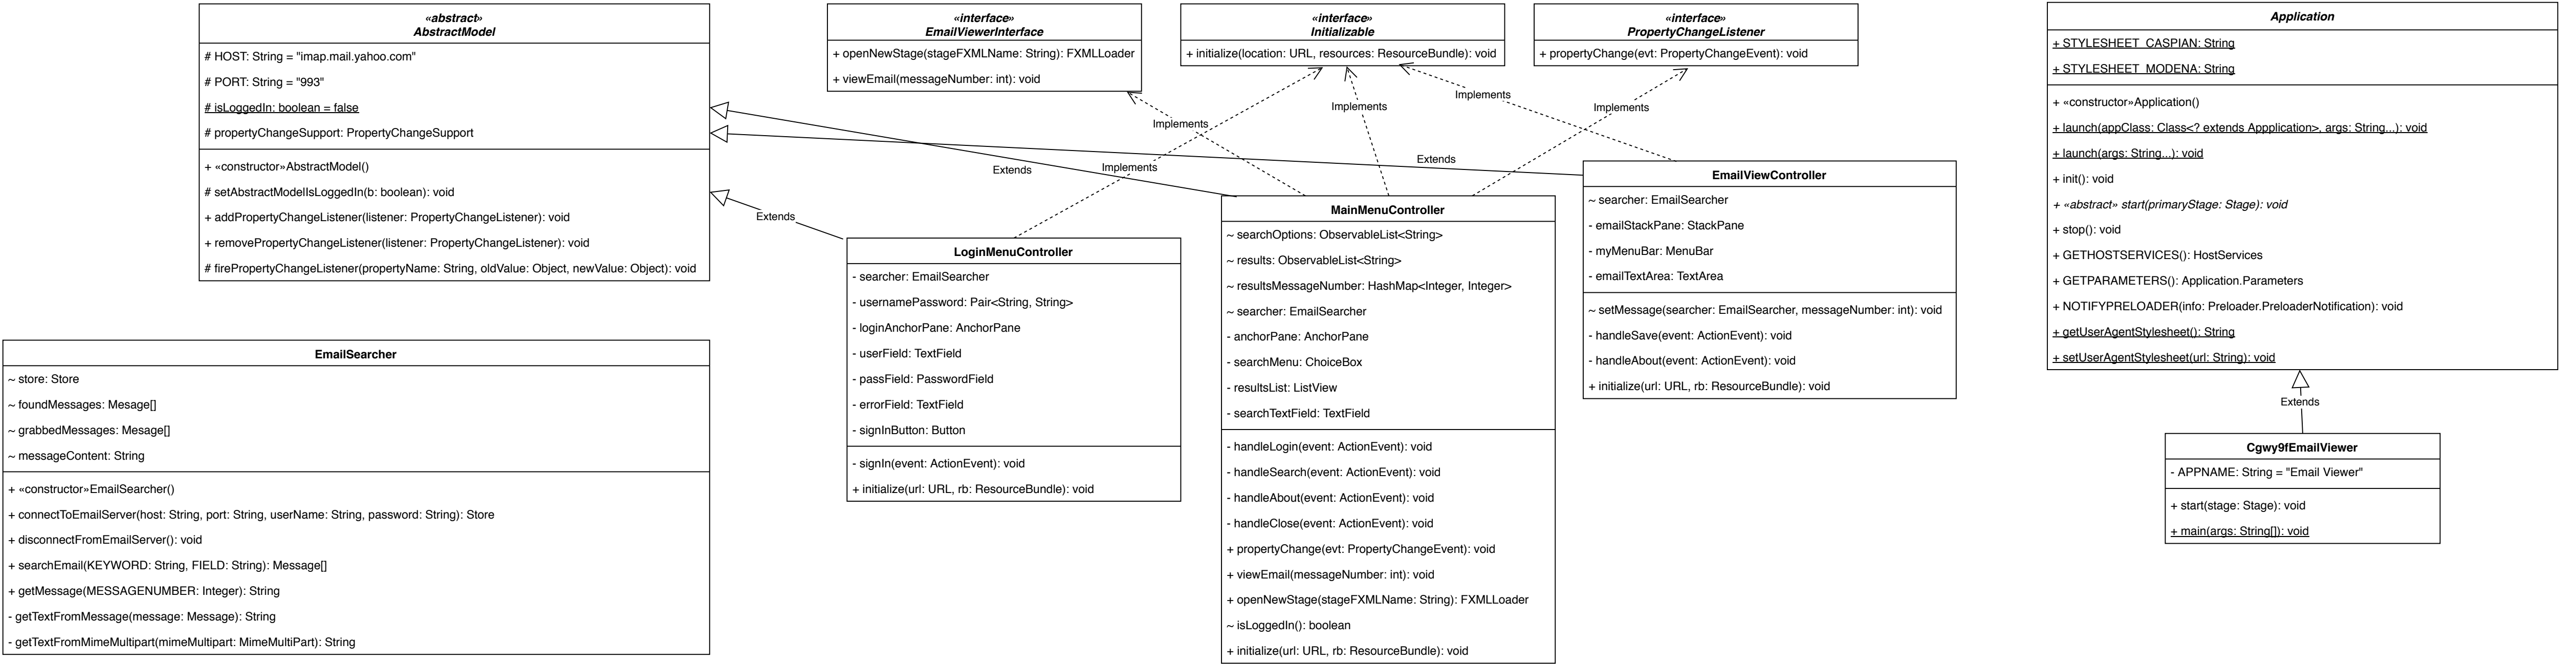 «abstract»
AbstractModel
# HOST: String = "imap.mail.yahoo.com"
# PORT: String = "993"
# isLoggedIn: boolean = false
# propertyChangeSupport: PropertyChangeSupport
+ «constructor»AbstractModel()
# setAbstractModelIsLoggedIn(b: boolean): void
+ addPropertyChangeListener(listener: PropertyChangeListener): void
+ removePropertyChangeListener(listener: PropertyChangeListener): void
# firePropertyChangeListener(propertyName: String, oldValue: Object, newValue: Object): void
«interface»
EmailViewerInterface
+ openNewStage(stageFXMLName: String): FXMLLoader
+ viewEmail(messageNumber: int): void
«interface»
Initializable
+ initialize(location: URL, resources: ResourceBundle): void
«interface»
PropertyChangeListener
+ propertyChange(evt: PropertyChangeEvent): void
Application
+ STYLESHEET_CASPIAN: String
+ STYLESHEET_MODENA: String
+ «constructor»Application()
+ launch(appClass: Class<? extends Appplication>, args: String...): void
+ launch(args: String...): void
+ init(): void
+ «abstract» start(primaryStage: Stage): void
+ stop(): void
+ GETHOSTSERVICES(): HostServices
+ GETPARAMETERS(): Application.Parameters
+ NOTIFYPRELOADER(info: Preloader.PreloaderNotification): void
+ getUserAgentStylesheet(): String
+ setUserAgentStylesheet(url: String): void
Implements
Implements
Implements
Implements
Implements
Extends
Extends
Extends
Extends
EmailSearcher
~ store: Store
~ foundMessages: Mesage[]
~ grabbedMessages: Mesage[]
~ messageContent: String
+ «constructor»EmailSearcher()
+ connectToEmailServer(host: String, port: String, userName: String, password: String): Store
+ disconnectFromEmailServer(): void
+ searchEmail(KEYWORD: String, FIELD: String): Message[]
+ getMessage(MESSAGENUMBER: Integer): String
- getTextFromMessage(message: Message): String
- getTextFromMimeMultipart(mimeMultipart: MimeMultiPart): String
LoginMenuController
- searcher: EmailSearcher
- usernamePassword: Pair<String, String>
- loginAnchorPane: AnchorPane
- userField: TextField
- passField: PasswordField
- errorField: TextField
- signInButton: Button
- signIn(event: ActionEvent): void
+ initialize(url: URL, rb: ResourceBundle): void
MainMenuController
~ searchOptions: ObservableList<String>
~ results: ObservableList<String>
~ resultsMessageNumber: HashMap<Integer, Integer>
~ searcher: EmailSearcher
- anchorPane: AnchorPane
- searchMenu: ChoiceBox
- resultsList: ListView
- searchTextField: TextField
- handleLogin(event: ActionEvent): void
- handleSearch(event: ActionEvent): void
- handleAbout(event: ActionEvent): void
- handleClose(event: ActionEvent): void
+ propertyChange(evt: PropertyChangeEvent): void
+ viewEmail(messageNumber: int): void
+ openNewStage(stageFXMLName: String): FXMLLoader
~ isLoggedIn(): boolean
+ initialize(url: URL, rb: ResourceBundle): void
EmailViewController
~ searcher: EmailSearcher
- emailStackPane: StackPane
- myMenuBar: MenuBar
- emailTextArea: TextArea
~ setMessage(searcher: EmailSearcher, messageNumber: int): void
- handleSave(event: ActionEvent): void
- handleAbout(event: ActionEvent): void
+ initialize(url: URL, rb: ResourceBundle): void
Cgwy9fEmailViewer
- APPNAME: String = "Email Viewer"
+ start(stage: Stage): void
+ main(args: String[]): void